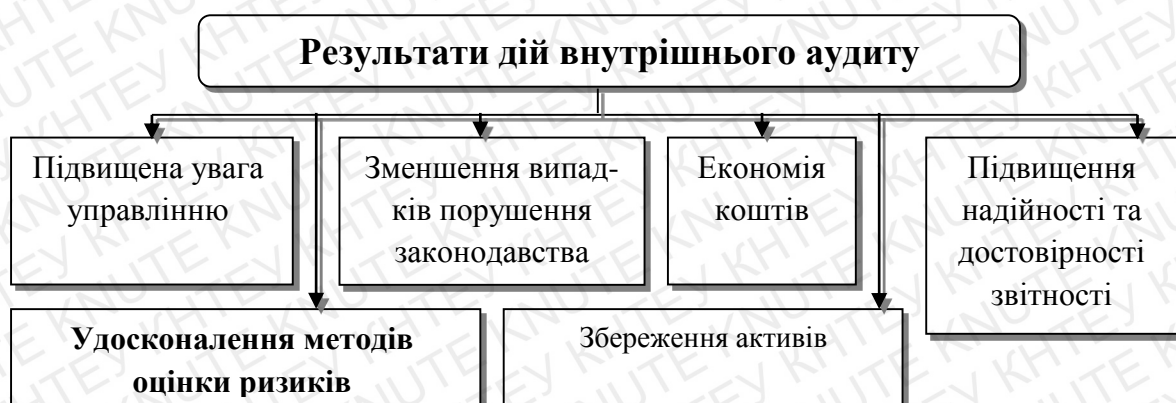 Результати дій внутрішнього аудиту
Підвищена увага
управлінню
Зменшення випад-
ків порушення
законодавства
Економія
коштів
Підвищення
надійності та
достовірності
звітності
Удосконалення методів
оцінки ризиків
Збереження активів